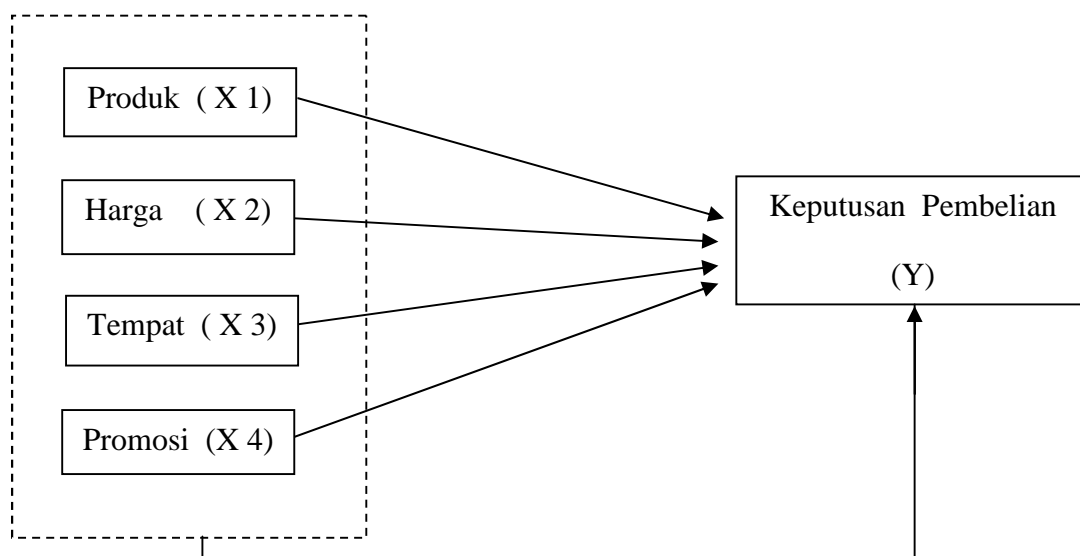 Produk ( X 1)
Harga ( X 2)
Tempat ( X 3)
Promosi (X 4)
Keputusan Pembelian
(Y)